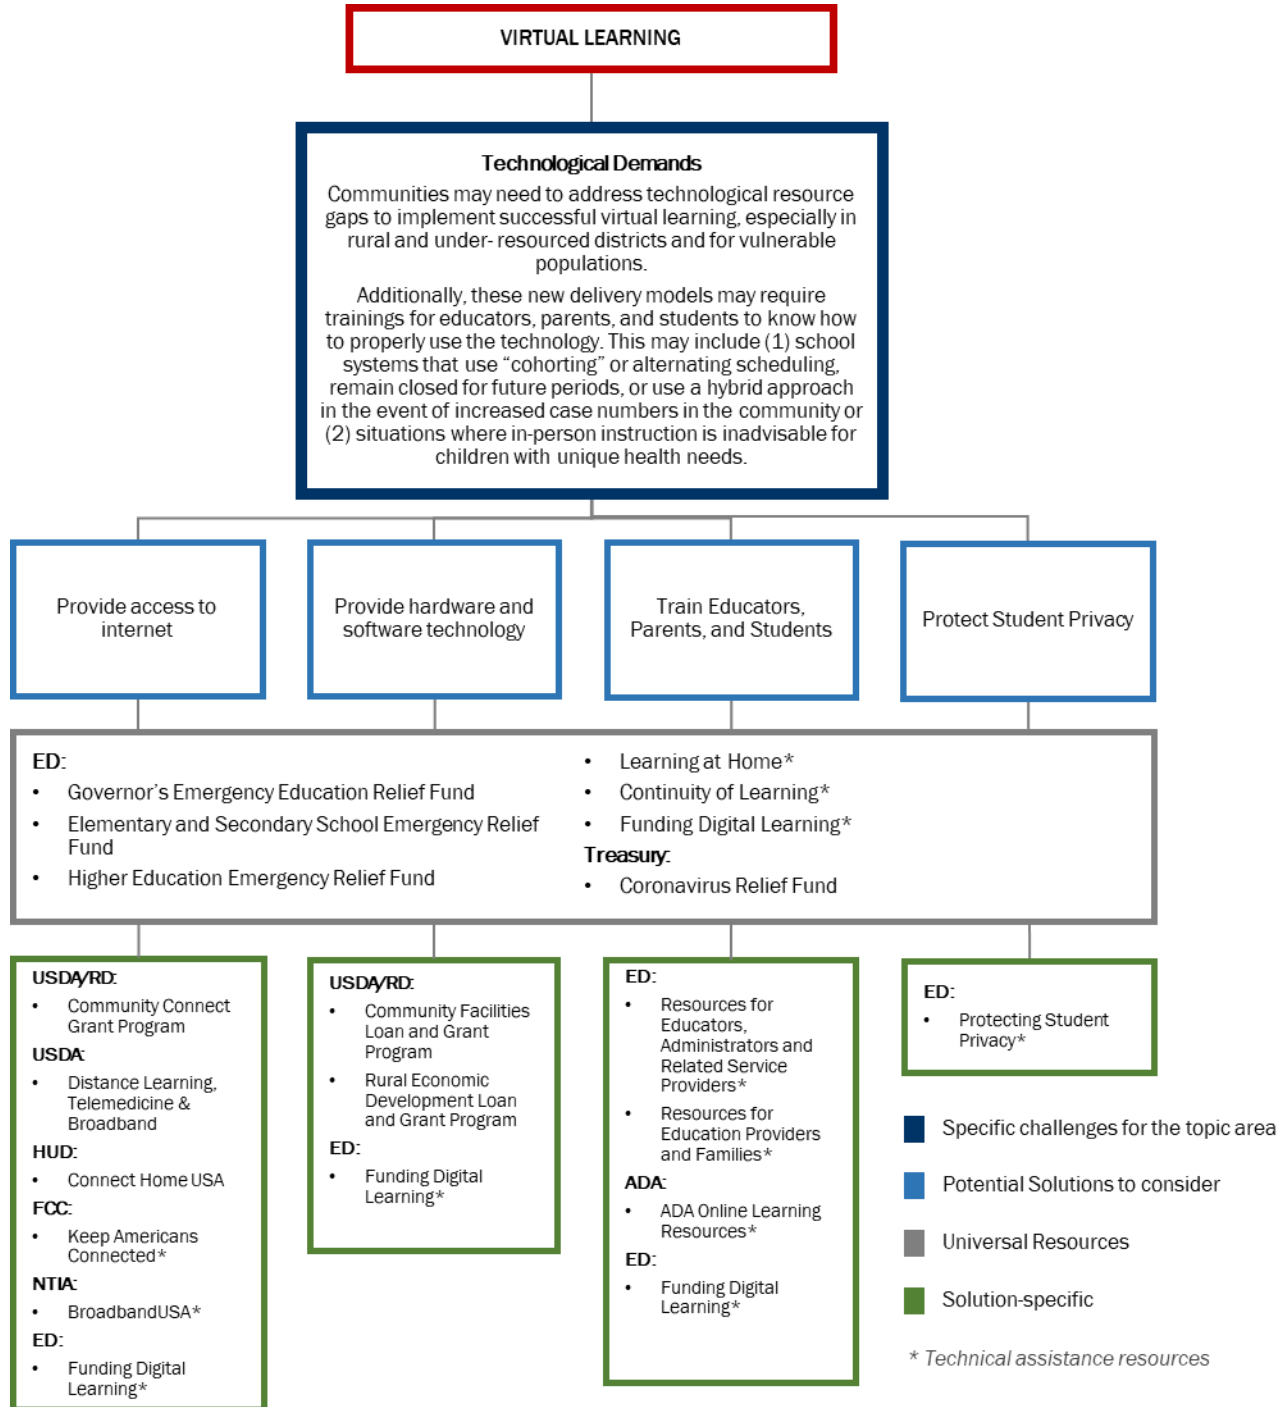 VIRTUAL LEARNING
Technological Demands
Communities may need to address technological resource
gaps to implement successful virtual learning, especially in
rural and under- resourced districts and for vulnerable
populations.
Additionally, these new delivery models may require
trainings for educators, parents, and students to know how
to properly use the technology. This may include (1) school
systems that use “cohorting” or alternating scheduling,
remain closed for future periods, or use a hybrid approach
in the event of increased case numbers in the community or
(2) situations where in-person instruction is inadvisable for
children with unique health needs.
Provide access to
internet
Provide hardware and
software technology
Train Educators,
Parents, and Students
Protect Student Privacy
ED:
• Governor’s Emergency Education Relief Fund
• Elementary and Secondary School Emergency Relief
Fund
• Higher Education Emergency Relief Fund
• Learning at Home*
• Continuity of Learning*
• Funding Digital Learning*
Treasury:
• Coronavirus Relief Fund
USDA/RD:
• Community Connect
Grant Program
USDA:
• Distance Learning,
Telemedicine &
Broadband
HUD:
• Connect Home USA
FCC:
• Keep Americans
Connected*
NTIA:
• BroadbandUSA*
ED:
• Funding Digital
Learning*
USDA/RD:
• Community Facilities
Loan and Grant
Program
• Rural Economic
Development Loan
and Grant Program
ED:
• Funding Digital
Learning*
ED:
• Resources for
Educators,
Administrators and
Related Service
Providers*
• Resources for
Education Providers
and Families*
ADA:
• ADA Online Learning
Resources*
ED:
• Funding Digital
Learning*
ED:
• Protecting Student
Privacy*
Specific challenges for the topic area
Potential Solutions to consider
Universal Resources
Solution-specific
* Technical assistance resources